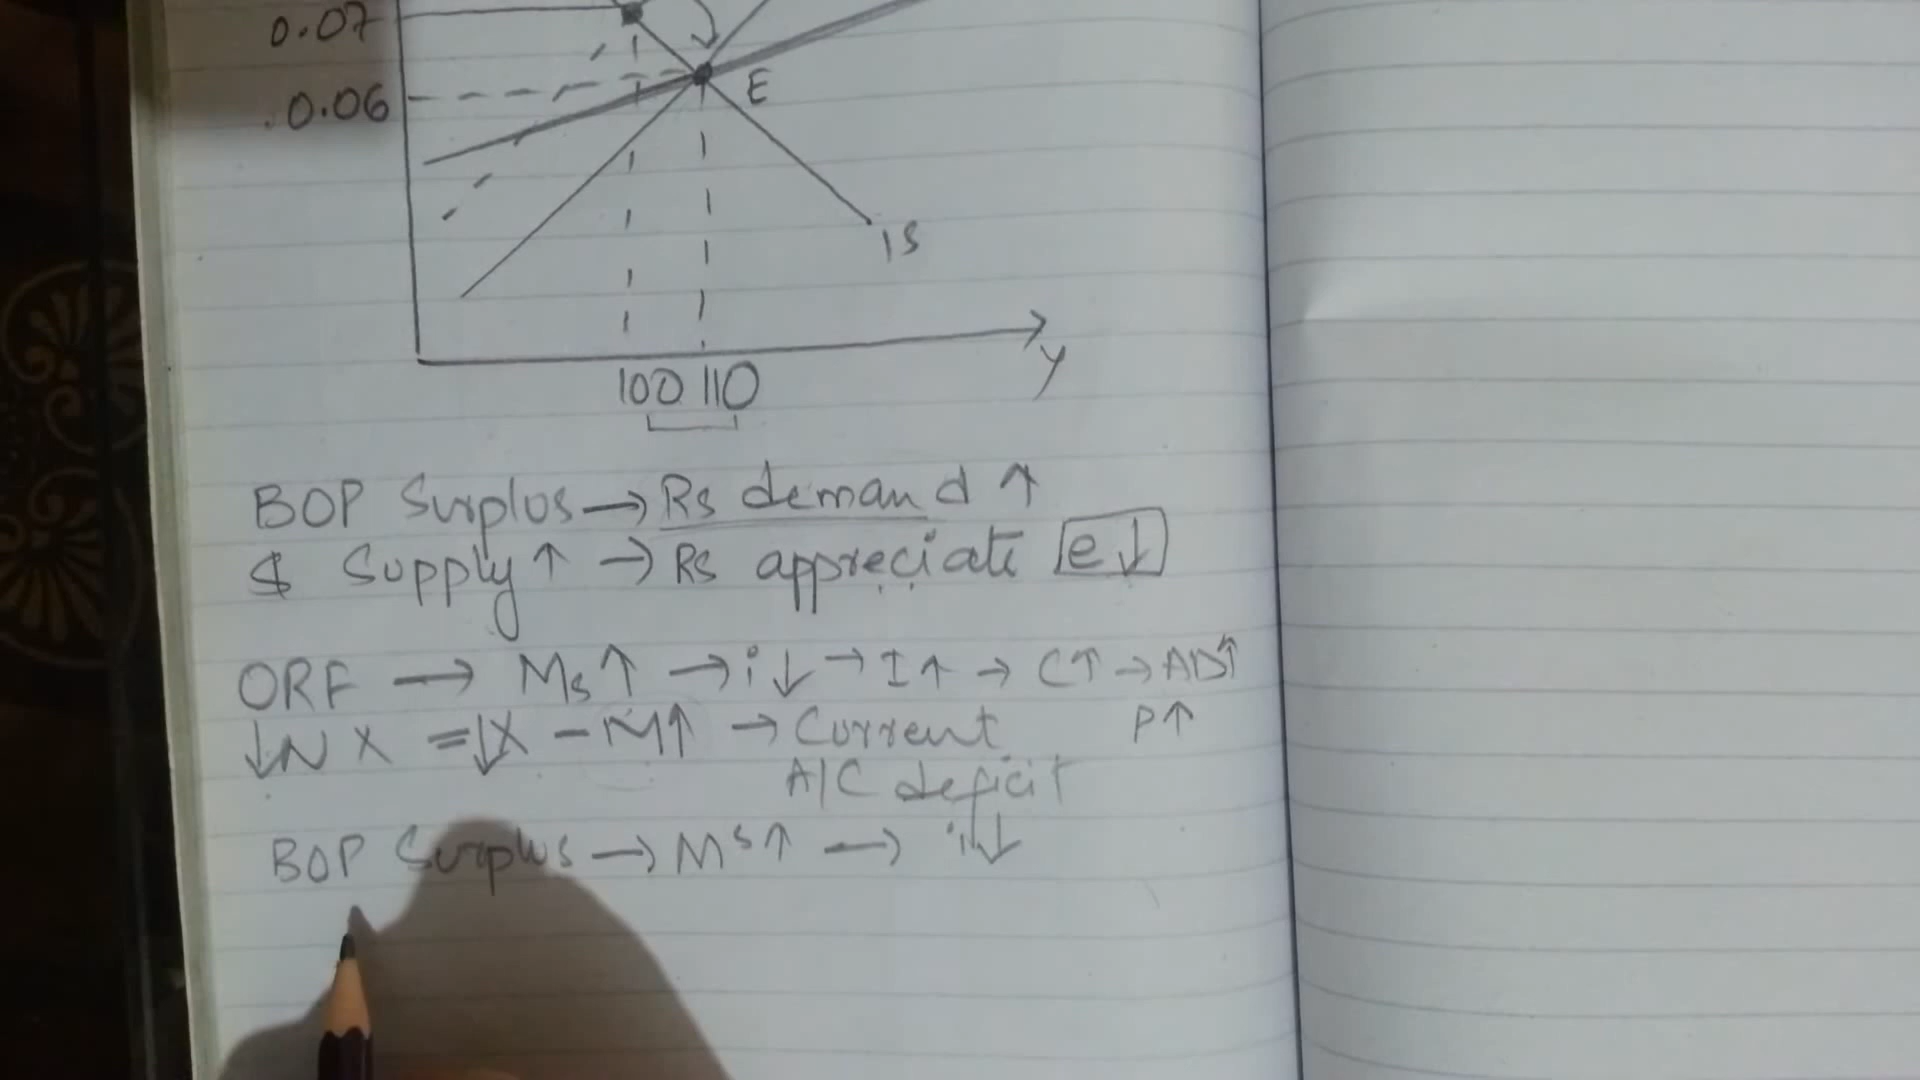 0.07
0.06
E
IS
Y
100 110
BOP Surplus → Rs demand ↑
$ Supply ↑ → Rs appreciate e↓
ORF → Ms↑ → i↓ → I↑ → C↑ → AD↑
↓NX = ↓X - M↑ → Current P↑
A/C deficit
BOP Surplus → Mˢ↑ → i↓